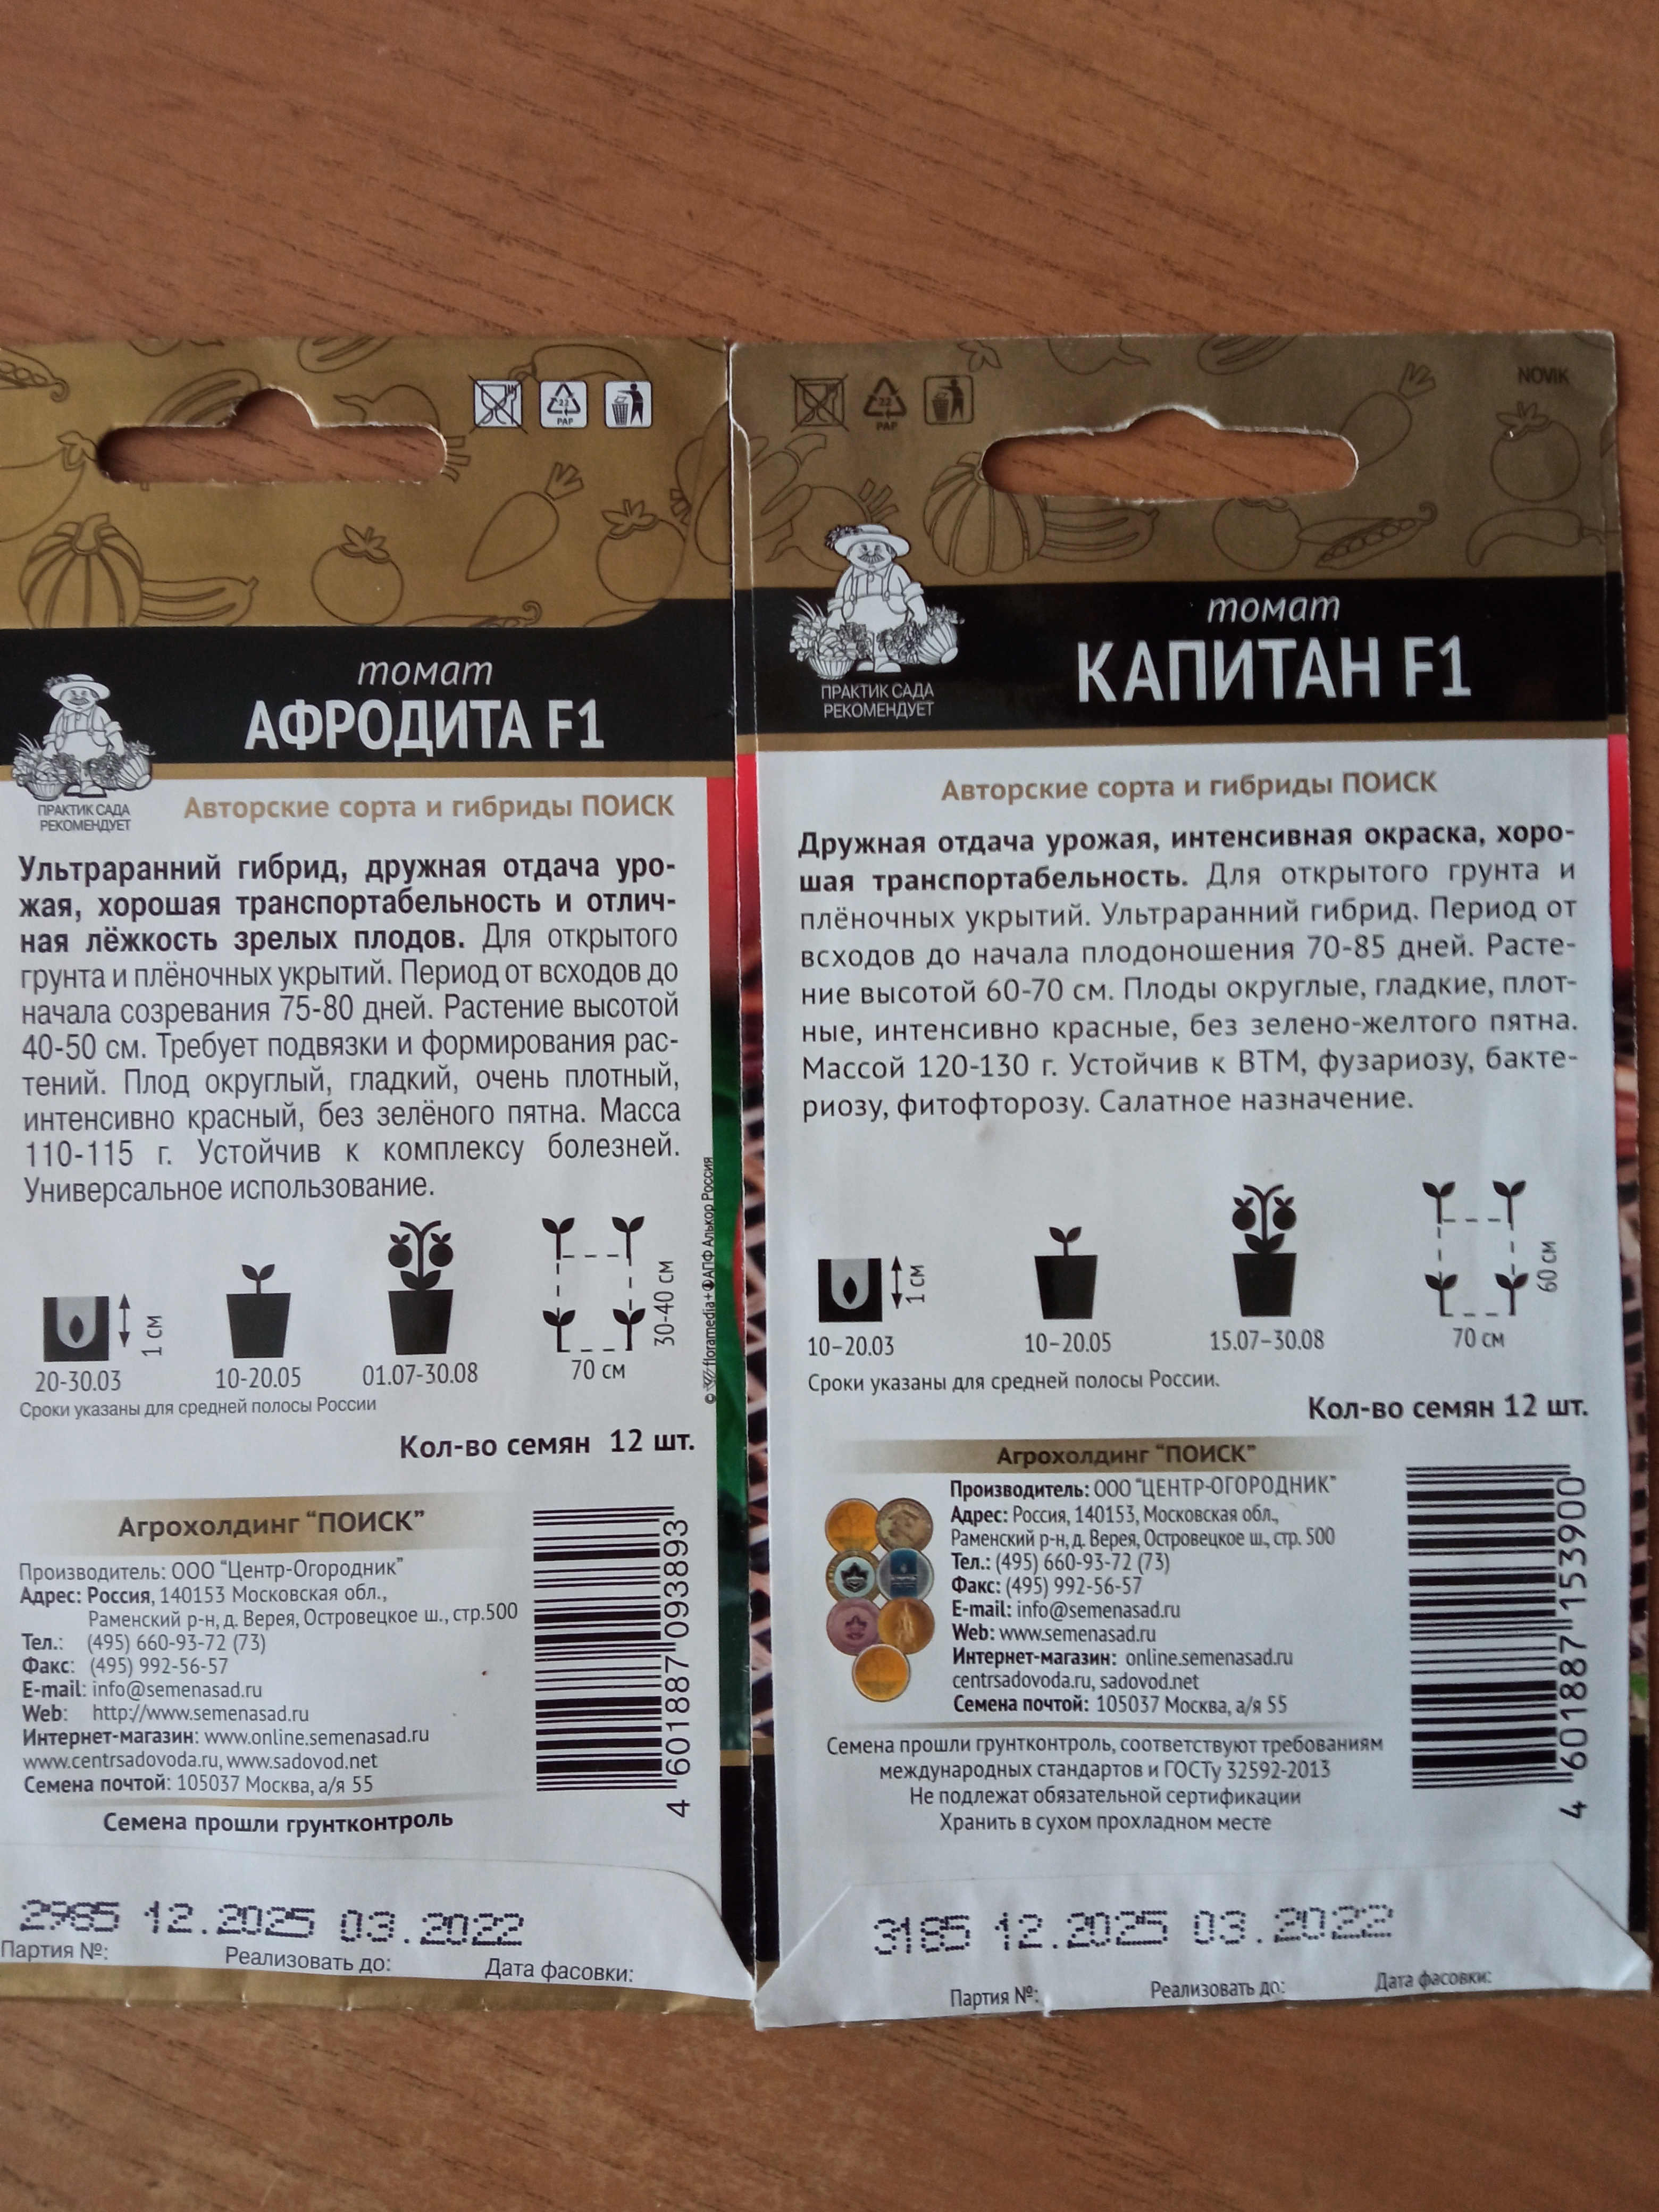 22
PAP
томат
АФРОДИТА F1
ПРАКТИК САДА
РЕКОМЕНДУЕТ
Авторские сорта и гибриды ПОИСК
Ультраранний гибрид, дружная отдача уро-
жая, хорошая транспортабельность и отлич-
ная лёжкость зрелых плодов. Для открытого
грунта и плёночных укрытий. Период от всходов до
начала созревания 75-80 дней. Растение высотой
40-50 см. Требует подвязки и формирования рас-
тений. Плод округлый, гладкий, очень плотный,
интенсивно красный, без зелёного пятна. Масса
110-115 г. Устойчив к комплексу болезней.
Универсальное использование.
1 см
30-40 см
70 см
20-30.03
10-20.05
01.07-30.08
Сроки указаны для средней полосы России
© floramedia+ ФАПФ Алькор Россия
Кол-во семян 12 шт.
Агрохолдинг "ПОИСК"
Производитель: ООО "Центр-Огородник"
Адрес: Россия, 140153 Московская обл.,
Раменский р-н, д. Верея, Островецкое ш., стр.500
Тел.: (495) 660-93-72 (73)
Факс: (495) 992-56-57
E-mail: info@semenasad.ru
Web: http://www.semenasad.ru
Интернет-магазин: www.online.semenasad.ru
www.centrsadovoda.ru, www.sadovod.net
Семена почтой: 105037 Москва, а/я 55
Семена прошли грунтконтроль
4 601887 093893
2985 12.2025 03.2022
Партия №: Реализовать до: Дата фасовки:
NOVIK
22
PAP
томат
КАПИТАН F1
ПРАКТИК САДА
РЕКОМЕНДУЕТ
Авторские сорта и гибриды ПОИСК
Дружная отдача урожая, интенсивная окраска, хоро-
шая транспортабельность. Для открытого грунта и
плёночных укрытий. Ультраранний гибрид. Период от
всходов до начала плодоношения 70-85 дней. Расте-
ние высотой 60-70 см. Плоды округлые, гладкие, плот-
ные, интенсивно красные, без зелено-желтого пятна.
Массой 120-130 г. Устойчив к ВТМ, фузариозу, бакте-
риозу, фитофторозу. Салатное назначение.
1 см
60 см
10–20.03
10–20.05
15.07–30.08
70 см
Сроки указаны для средней полосы России.
Кол-во семян 12 шт.
Агрохолдинг "ПОИСК"
Производитель: ООО "ЦЕНТР-ОГОРОДНИК"
Адрес: Россия, 140153, Московская обл.,
Раменский р-н, д. Верея, Островецкое ш., стр. 500
Тел.: (495) 660-93-72 (73)
Факс: (495) 992-56-57
E-mail: info@semenasad.ru
Web: www.semenasad.ru
Интернет-магазин: online.semenasad.ru
centrsadovoda.ru, sadovod.net
Семена почтой: 105037 Москва, а/я 55
Семена прошли грунтконтроль, соответствуют требованиям
международных стандартов и ГОСТу 32592-2013
Не подлежат обязательной сертификации
Хранить в сухом прохладном месте
4 601887 153900
3185 12.2025 03.2022
Партия №: Реализовать до: Дата фасовки: